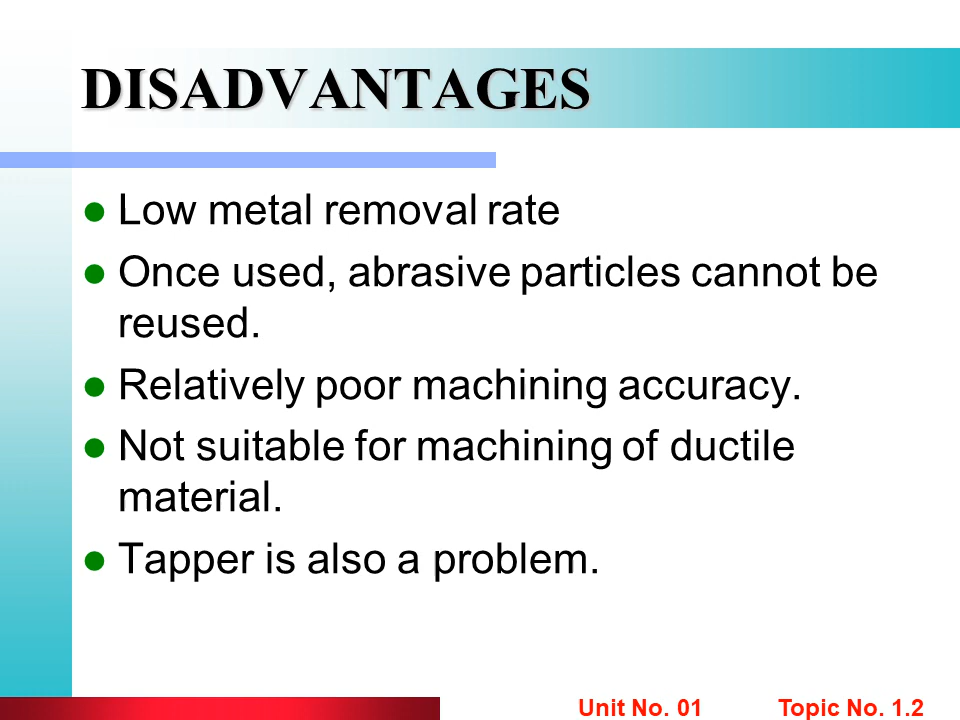 DISADVANTAGES
Low metal removal rate
Once used, abrasive particles cannot be
reused.
Relatively poor machining accuracy.
Not suitable for machining of ductile
material.
Tapper is also a problem.
Unit No. 01 Topic No. 1.2